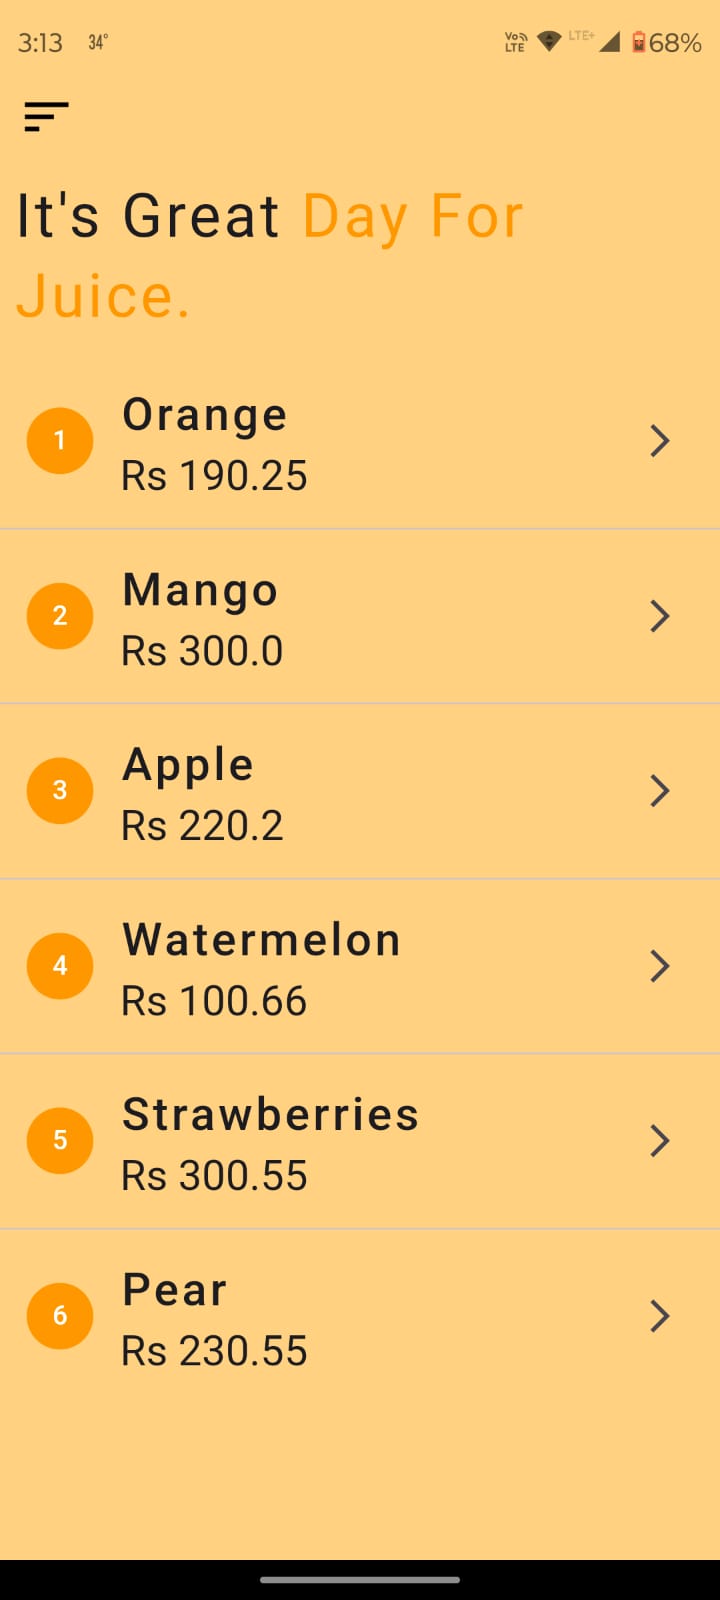 3:13 34° Vo LTE LTE+ 68%
It's Great Day For
Juice.
1
Orange
Rs 190.25
2
Mango
Rs 300.0
3
Apple
Rs 220.2
4
Watermelon
Rs 100.66
5
Strawberries
Rs 300.55
6
Pear
Rs 230.55